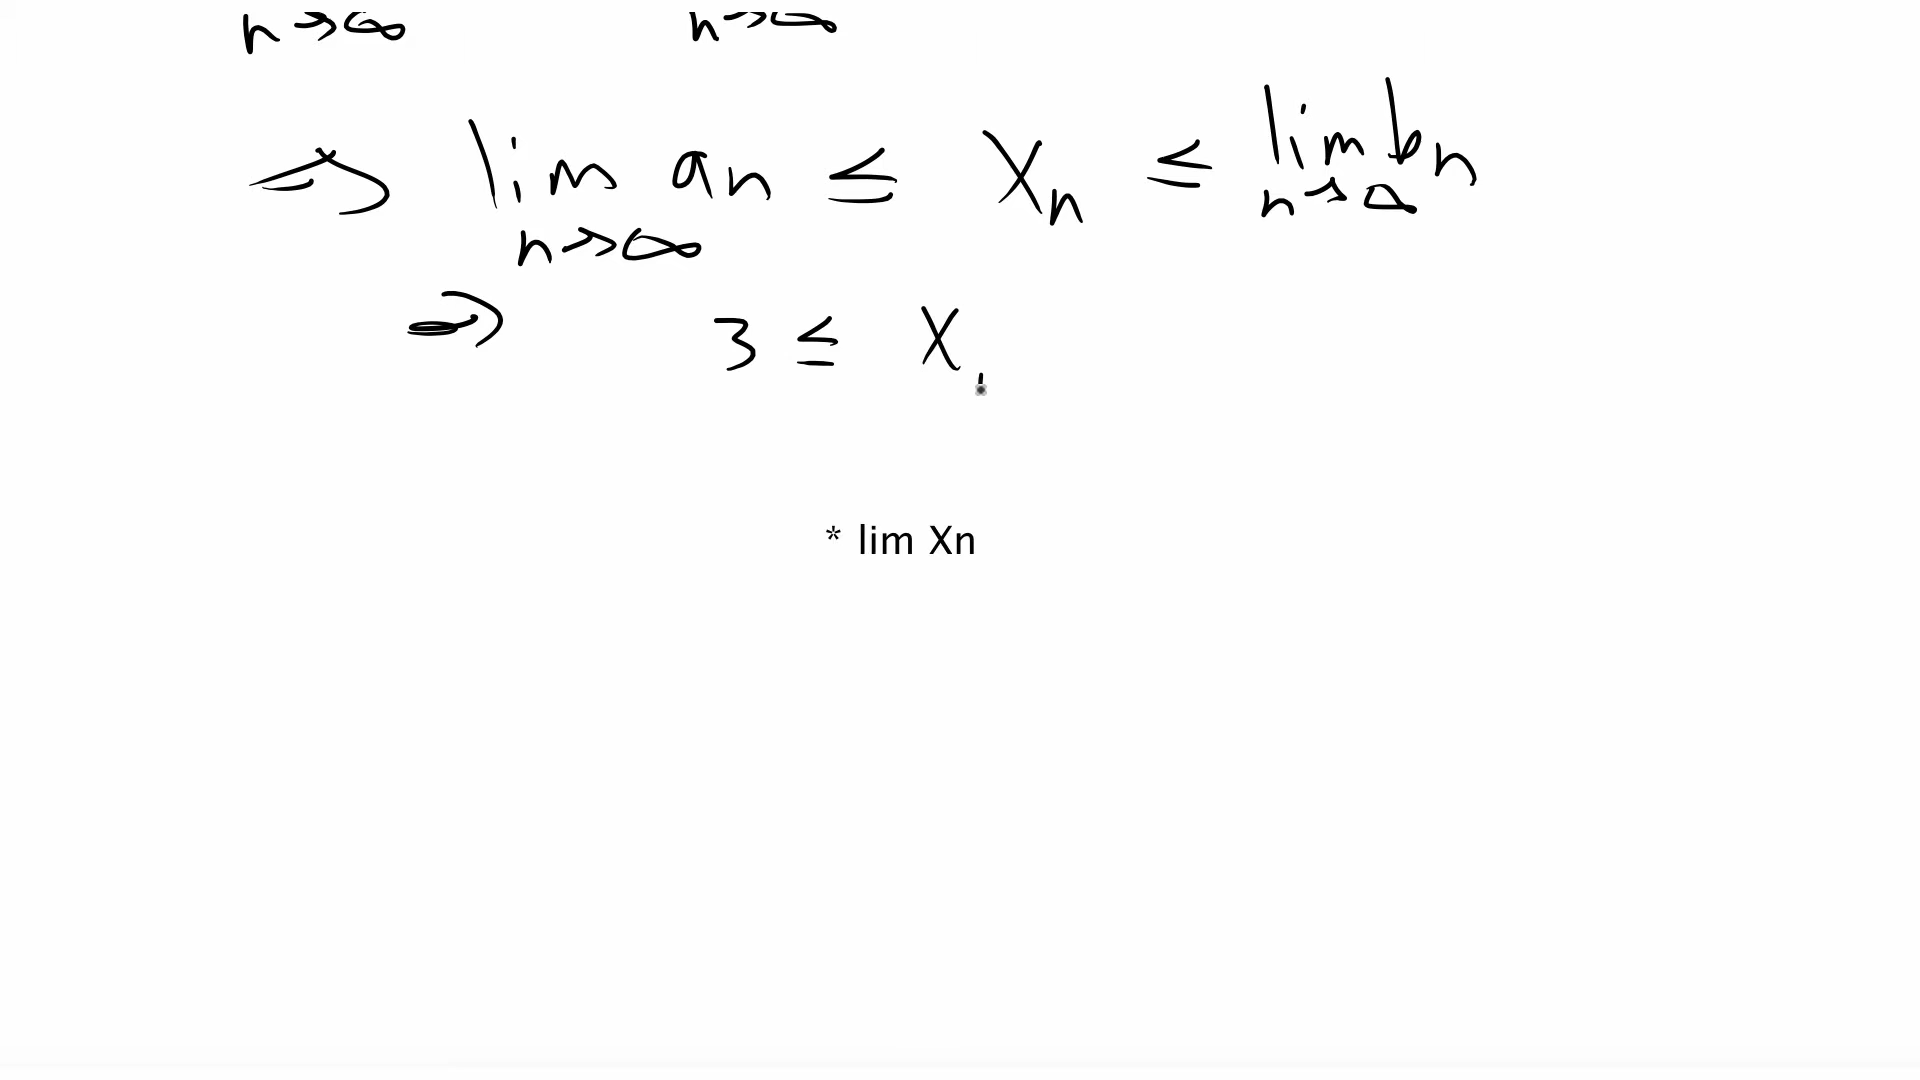 n→∞ n→∞
⇒ lim an ≤ Xn ≤ lim bn
n→∞ n→∞
⇒ 3 ≤ X
* lim Xn